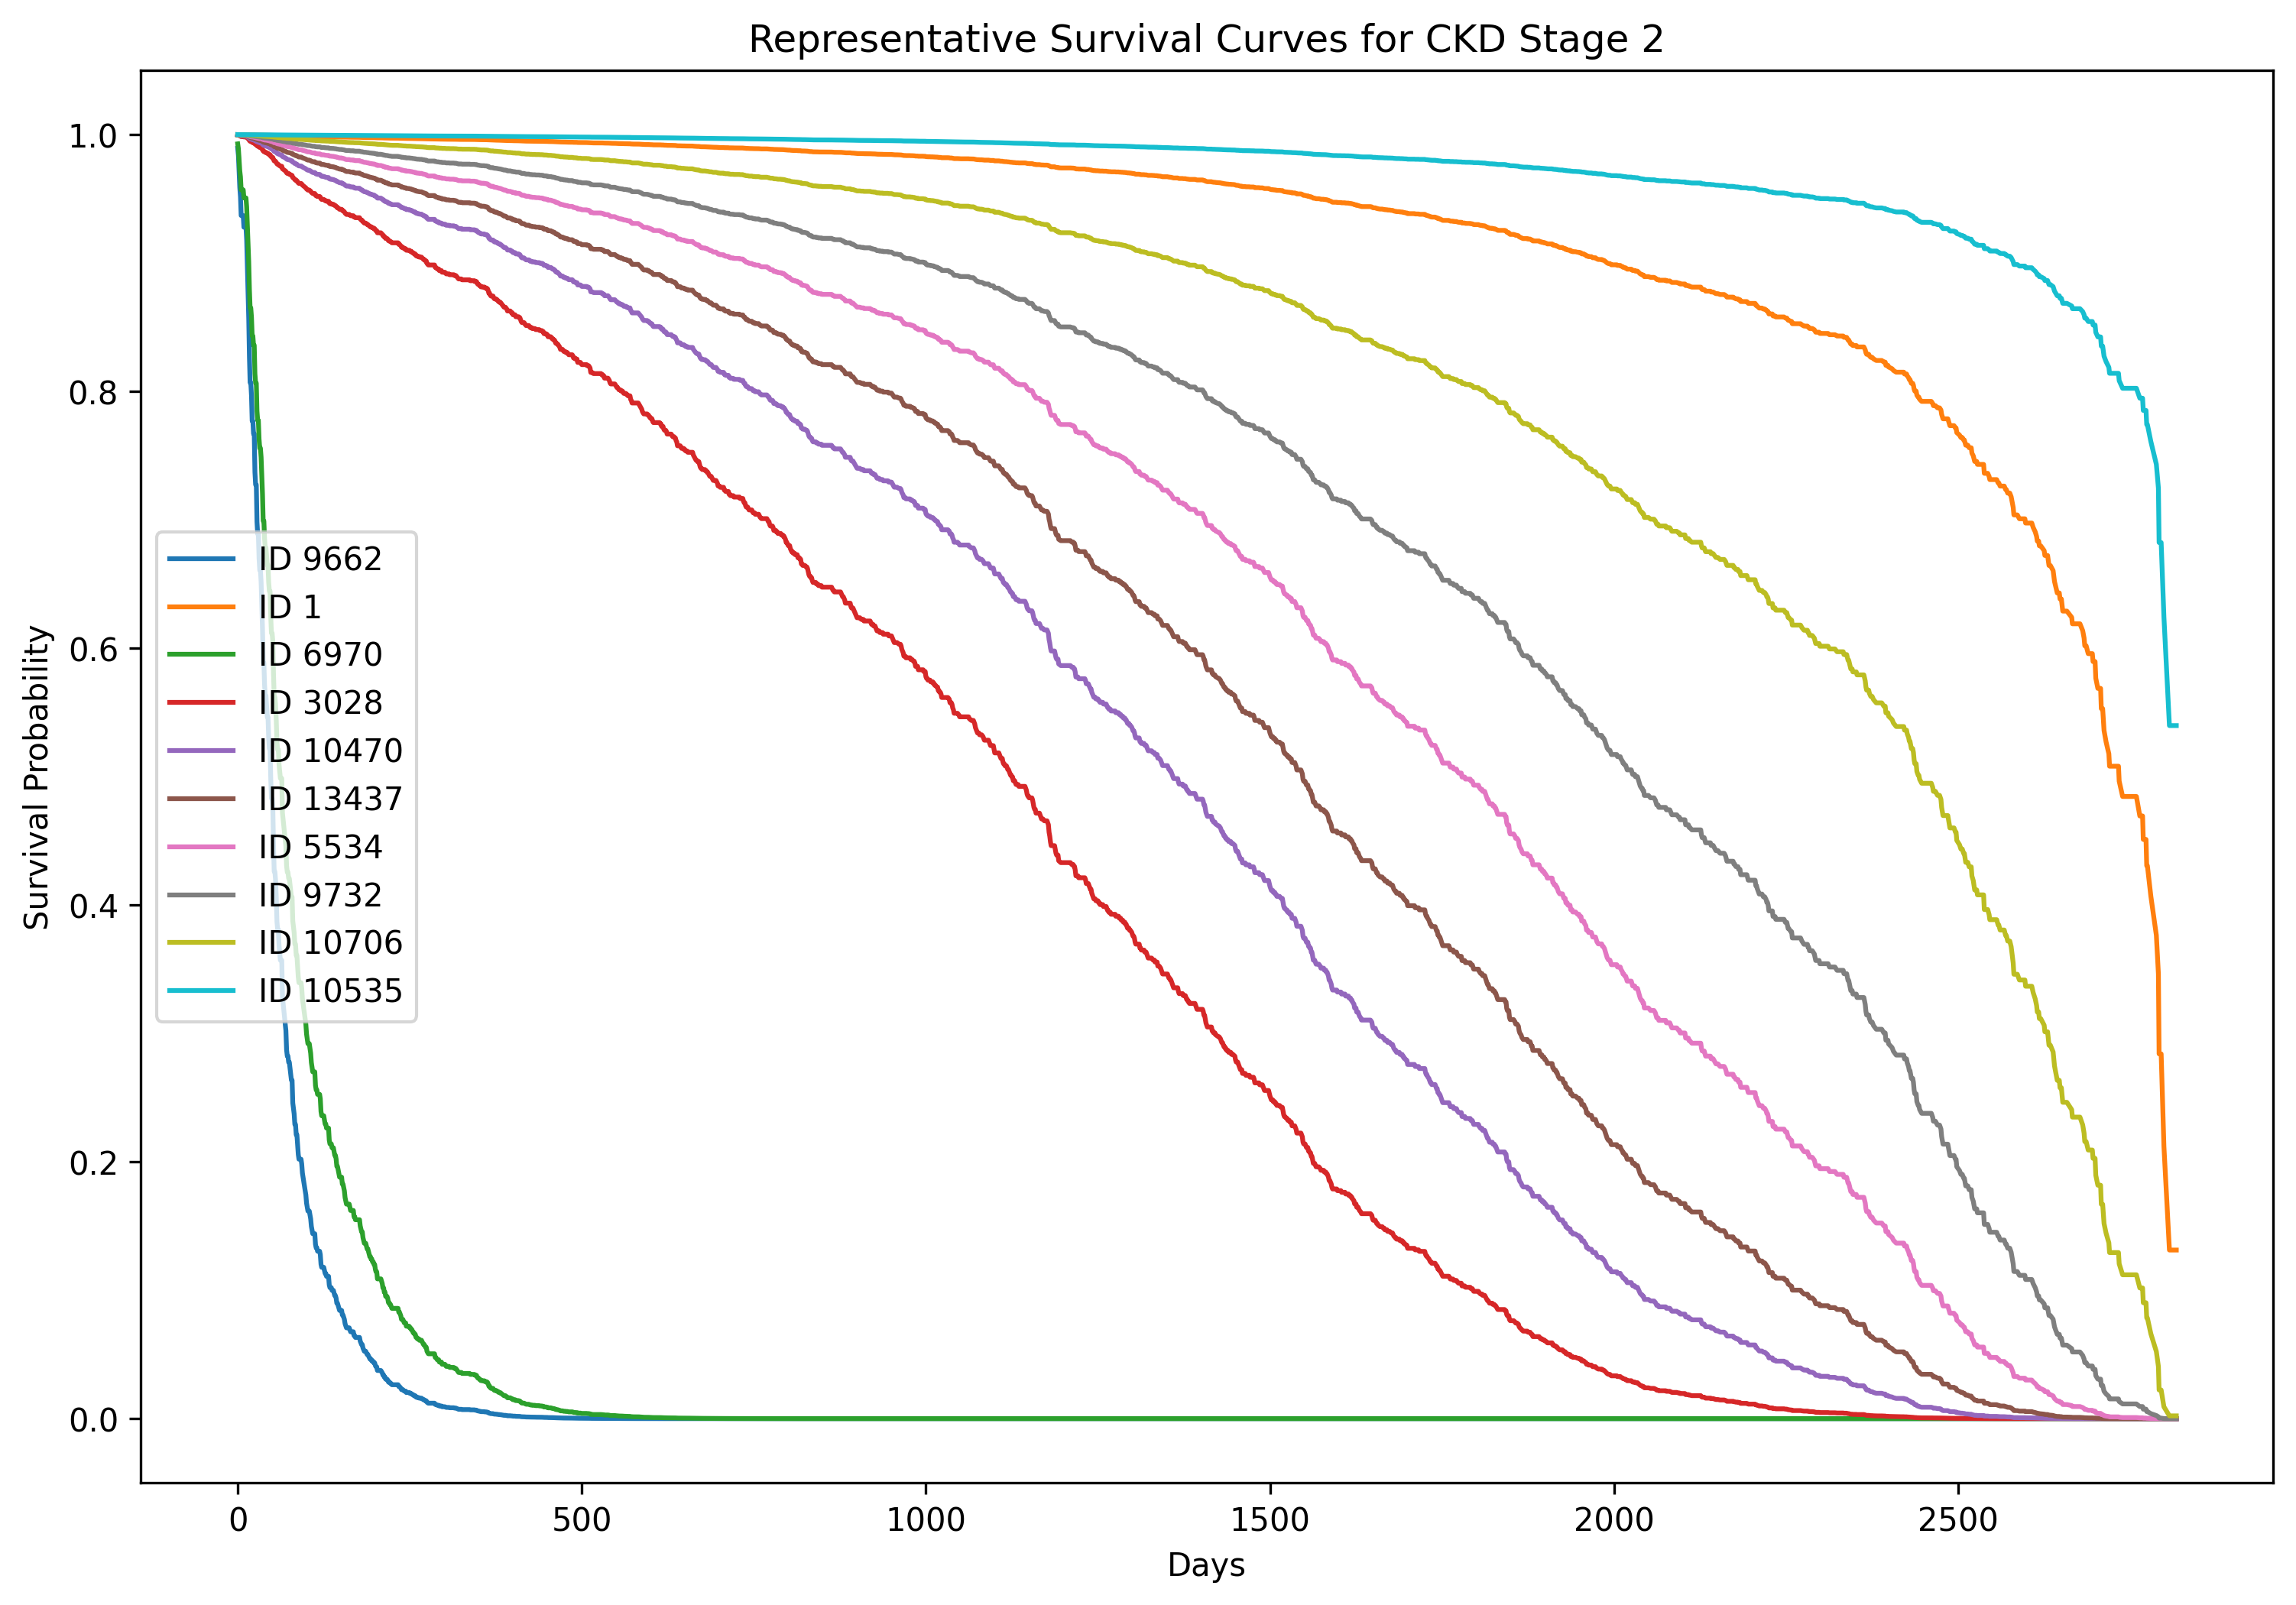 Representative Survival Curves for CKD Stage 2
Survival Probability
1.0
0.8
0.6
0.4
0.2
0.0
ID 9662
ID 1
ID 6970
ID 3028
ID 10470
ID 13437
ID 5534
ID 9732
ID 10706
ID 10535
0 500 1000 1500 2000 2500
Days